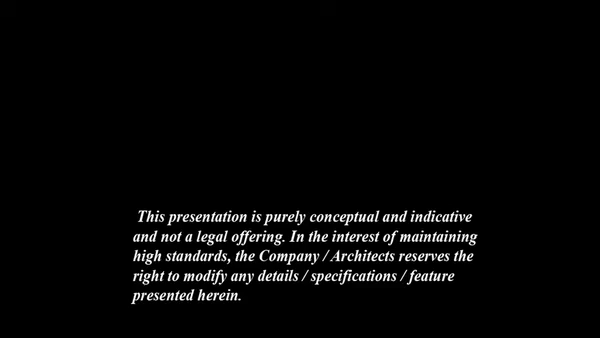 This presentation is purely conceptual and indicative
and not a legal offering. In the interest of maintaining
high standards, the Company / Architects reserves the
right to modify any details / specifications / feature
presented herein.